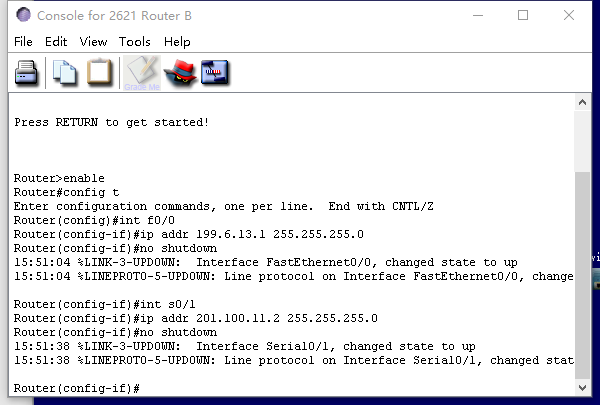 Console for 2621 Router B
File Edit View Tools Help
Grade Me
Press RETURN to get started!
Router>enable
Router#config t
Enter configuration commands, one per line.  End with CNTL/Z
Router(config)#int f0/0
Router(config-if)#ip addr 199.6.13.1 255.255.255.0
Router(config-if)#no shutdown
15:51:04 %LINK-3-UPDOWN:  Interface FastEthernet0/0, changed state to up
15:51:04 %LINEPROTO-5-UPDOWN: Line protocol on Interface FastEthernet0/0, change
Router(config-if)#int s0/1
Router(config-if)#ip addr 201.100.11.2 255.255.255.0
Router(config-if)#no shutdown
15:51:38 %LINK-3-UPDOWN:  Interface Serial0/1, changed state to up
15:51:38 %LINEPROTO-5-UPDOWN: Line protocol on Interface Serial0/1, changed stat
Router(config-if)#